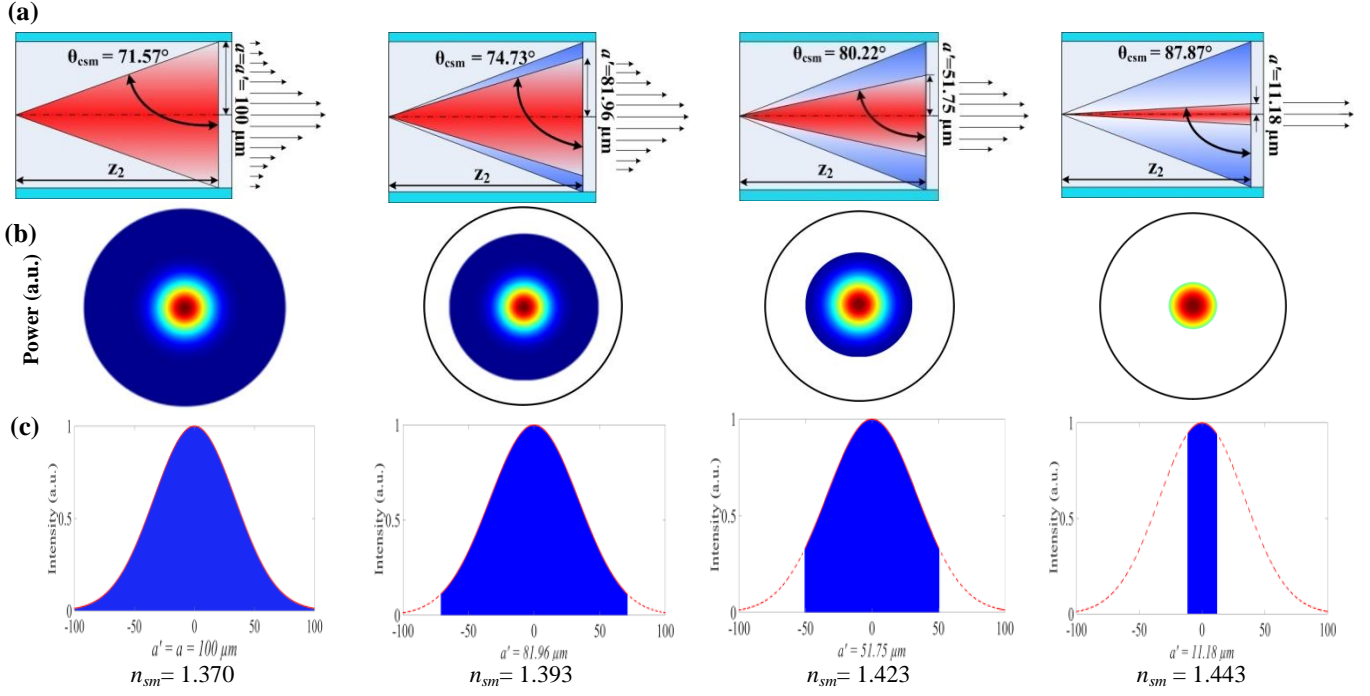 (a)
θcsm= 71.57°
a=a'= 100 µm
z2
θcsm = 74.73°
a'=81.96 µm
z2
θcsm = 80.22°
a'=51.75 µm
z2
θcsm = 87.87°
a'=11.18 µm
z2
(b)
Power (a.u.)
(c)
Intensity (a.u.)
1
0.5
0
-100 -50 0 50 100
a' = a = 100 µm
nsm= 1.370
Intensity (a.u.)
1
0.5
0
-100 -50 0 50 100
a' = 81.96 µm
nsm= 1.393
Intensity (a.u.)
1
0.5
0
-100 -50 0 50 100
a' = 51.75 µm
nsm= 1.423
Intensity (a.u.)
1
0.5
0
-100 -50 0 50 100
a' = 11.18 µm
nsm= 1.443